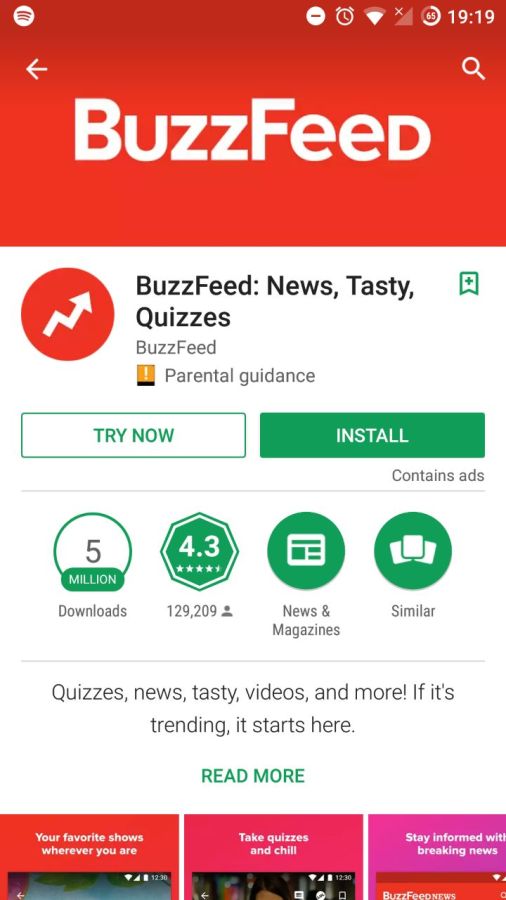 65 19:19
BuzzFeed
BuzzFeed: News, Tasty,
Quizzes
BuzzFeed
! Parental guidance
TRY NOW INSTALL
Contains ads
5
MILLION
4.3
Downloads 129,209 News & Similar
Magazines
Quizzes, news, tasty, videos, and more! If it's
trending, it starts here.
READ MORE
Your favorite shows
wherever you are
Take quizzes
and chill
Stay informed with
breaking news
12:30
12:30
BuzzFeed NEWS